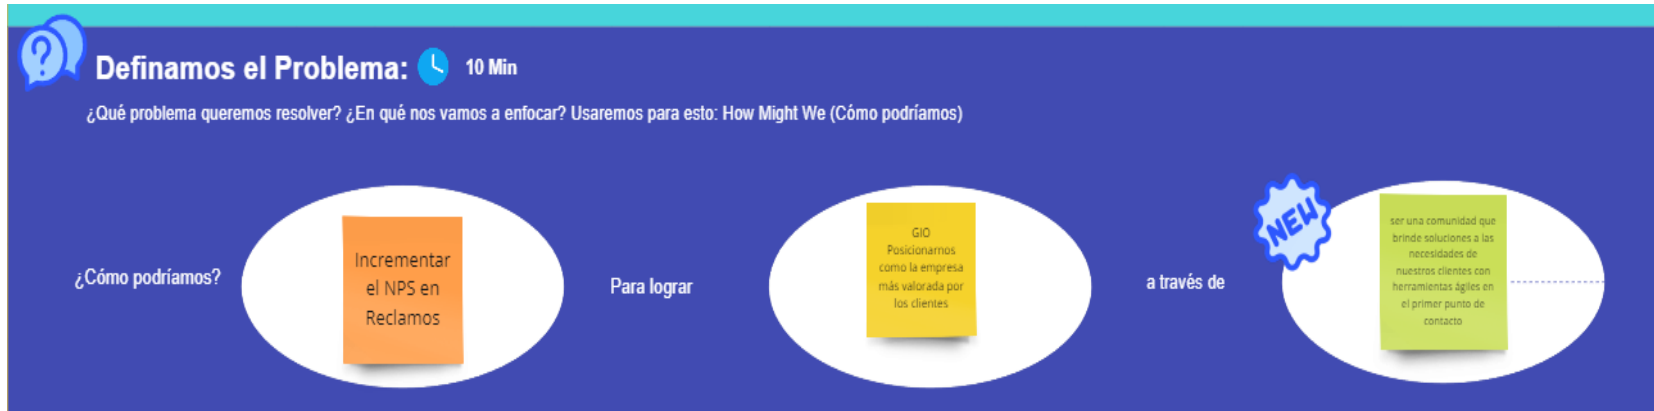 ?
Definamos el Problema: 10 Min
¿Qué problema queremos resolver? ¿En qué nos vamos a enfocar? Usaremos para esto: How Might We (Cómo podríamos)
¿Cómo podríamos?
Incrementar
el NPS en
Reclamos
Para lograr
GIO
Posicionarnos
como la empresa
más valorada por
los clientes
a través de
NEW
ser una comunidad que
brinde soluciones a las
necesidades de
nuestros clientes con
herramientas ágiles en
el primer punto de
contacto